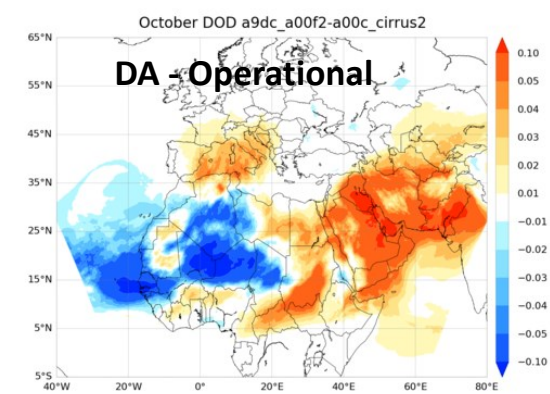 October DOD a9dc_a00f2-a00c_cirrus2
DA - Operational
65°N
55°N
45°N
35°N
25°N
15°N
5°N
5°S
40°W 20°W 0° 20°E 40°E 60°E 80°E
0.10
0.05
0.04
0.03
0.02
0.01
−0.01
−0.02
−0.03
−0.04
−0.05
−0.10